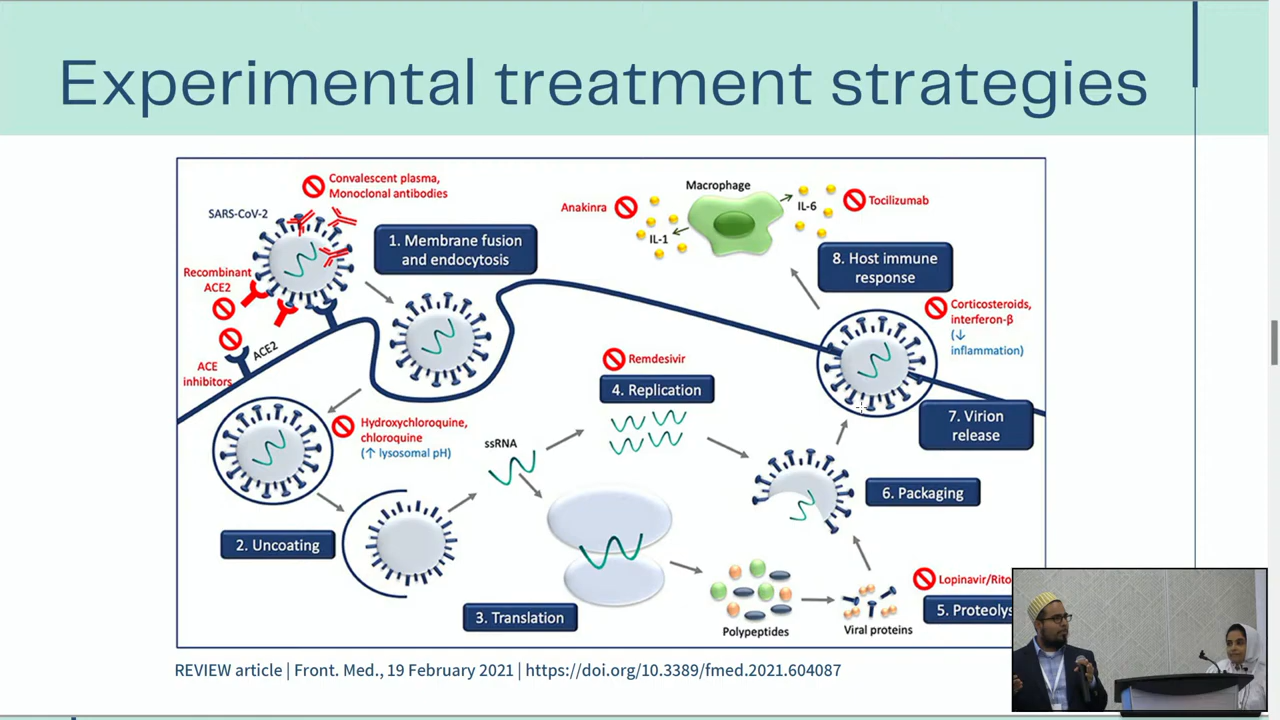 Experimental treatment strategies
Convalescent plasma,
Monoclonal antibodies
SARS-CoV-2
1. Membrane fusion
and endocytosis
Recombinant
ACE2
ACE2
ACE
inhibitors
Macrophage
Anakinra
IL-1
IL-6
Tocilizumab
8. Host immune
response
Corticosteroids,
interferon-β
(↓
inflammation)
Remdesivir
4. Replication
7. Virion
release
Hydroxychloroquine,
chloroquine
(↑ lysosomal pH)
ssRNA
6. Packaging
2. Uncoating
3. Translation
Polypeptides
Viral proteins
Lopinavir/Rito
5. Proteolys
REVIEW article | Front. Med., 19 February 2021 | https://doi.org/10.3389/fmed.2021.604087